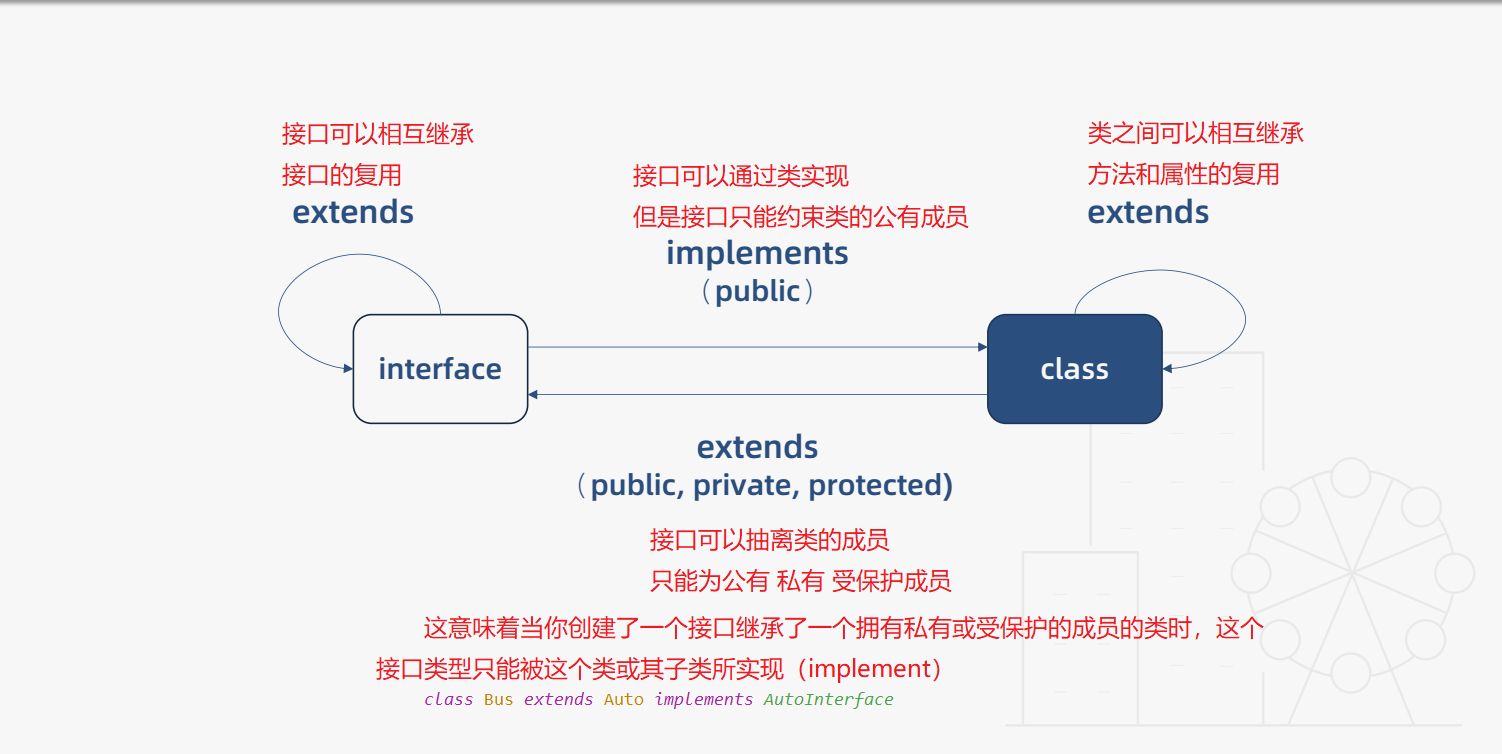 接口可以相互继承
接口的复用
extends
接口可以通过类实现
但是接口只能约束类的公有成员
implements
（public）
类之间可以相互继承
方法和属性的复用
extends
interface
class
extends
（public, private, protected)
接口可以抽离类的成员
只能为公有 私有 受保护成员
这意味着当你创建了一个接口继承了一个拥有私有或受保护的成员的类时，这个
接口类型只能被这个类或其子类所实现（implement）
class Bus extends Auto implements AutoInterface